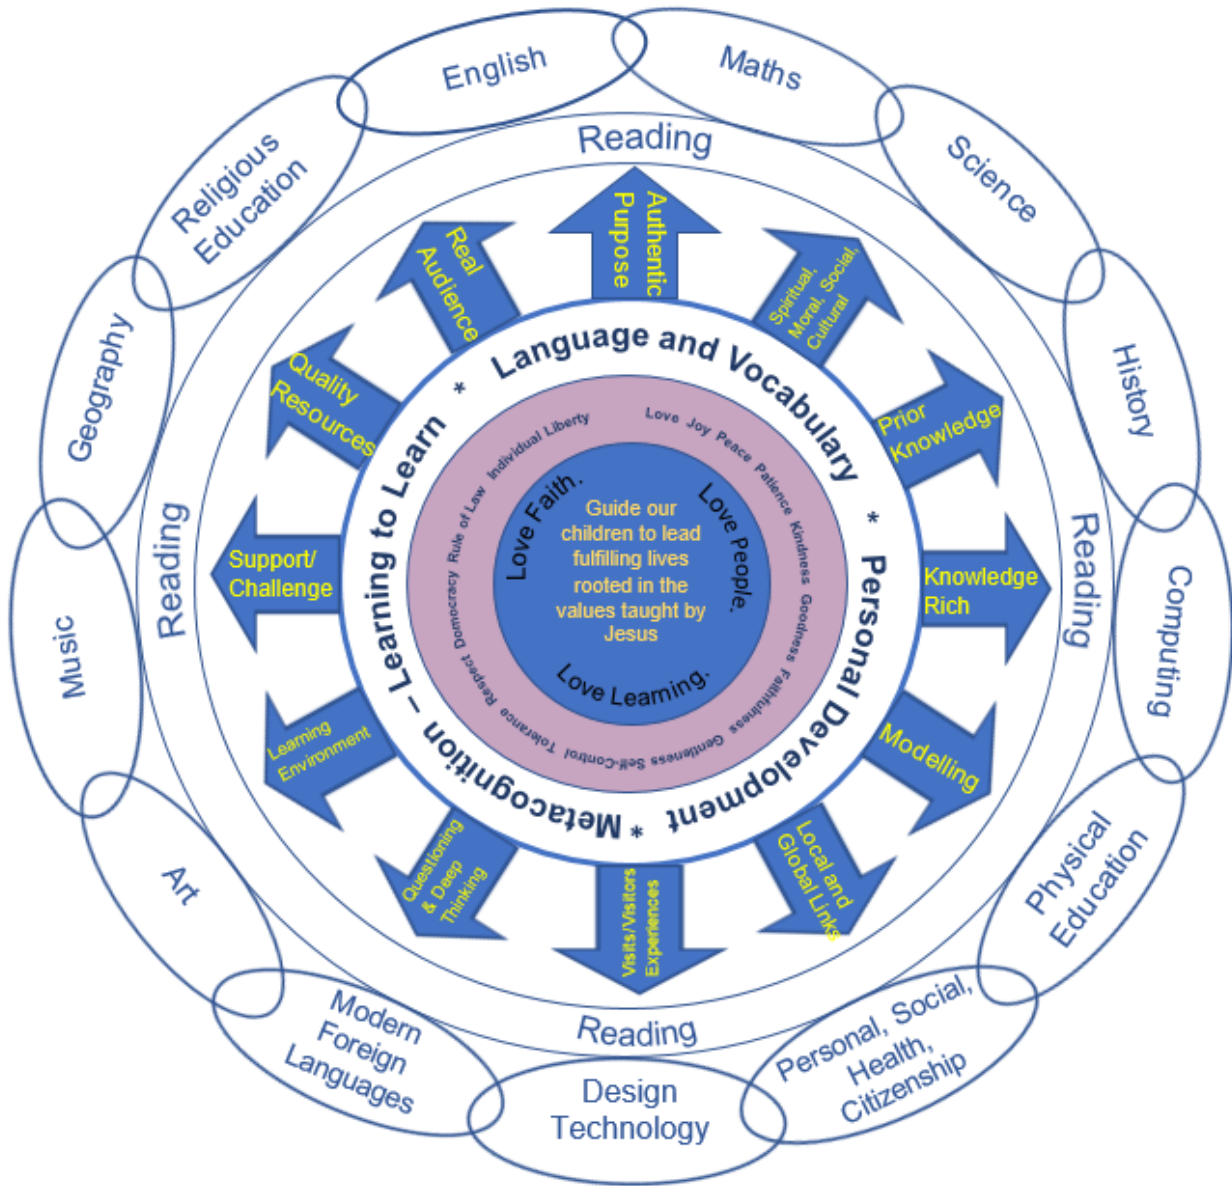 English
Maths
Science
History
Computing
Physical
Education
Personal, Social,
Health,
Citizenship
Design
Technology
Modern
Foreign
Languages
Art
Music
Geography
Religious
Education
Reading
Reading
Reading
Reading
Authentic
Purpose
Spiritual,
Moral, Social,
Cultural
Prior
Knowledge
Knowledge
Rich
Modelling
Local and
Global Links
Visits/Visitors
Experiences
Questioning
& Deep
Thinking
Learning
Environment
Support/
Challenge
Quality
Resources
Real
Audience
* Language and Vocabulary * Personal Development * Metacognition – Learning to Learn
Love Joy Peace Patience Kindness Goodness Faithfulness Gentleness Self-Control Tolerance Respect Domocracy Rule of Law Individual Liberty
Love Faith.
Love People.
Love Learning.
Guide our
children to lead
fulfilling lives
rooted in the
values taught by
Jesus